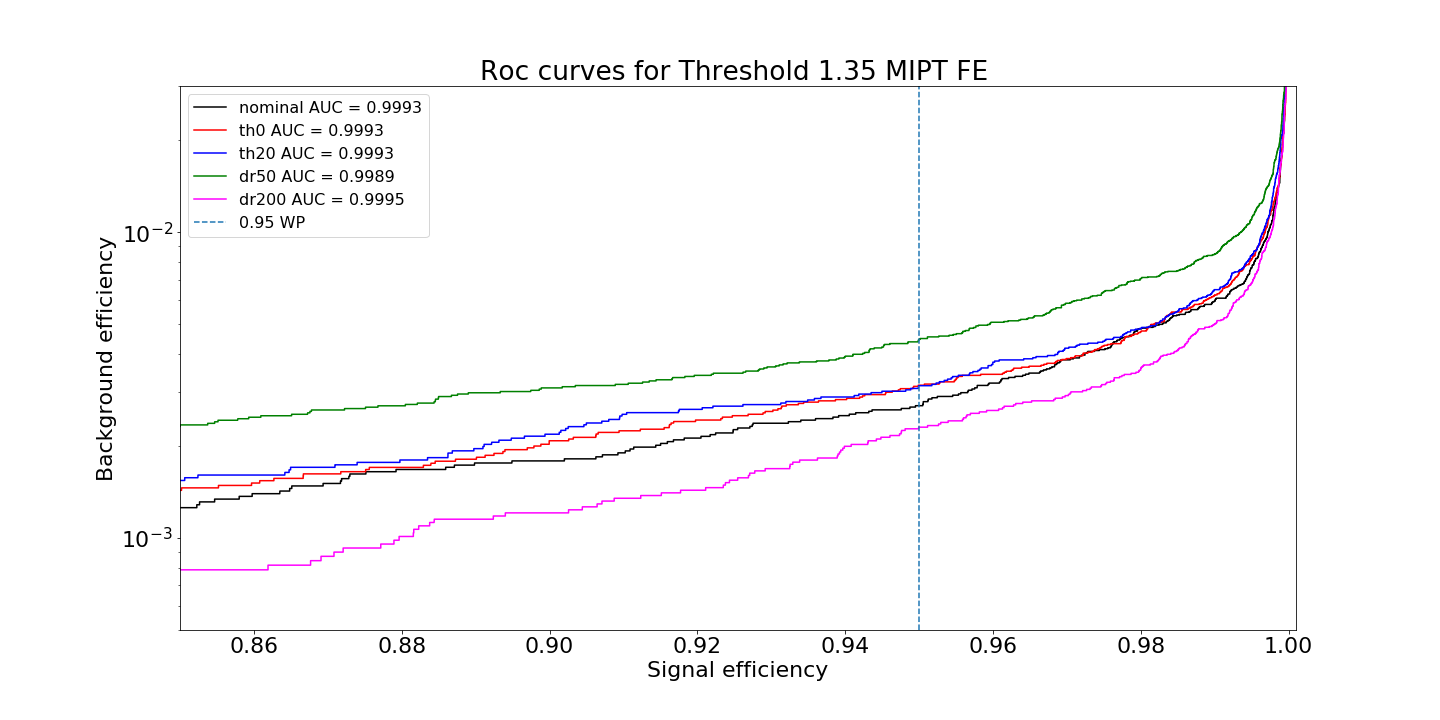 Roc curves for Threshold 1.35 MIPT FE
nominal AUC = 0.9993
th0 AUC = 0.9993
th20 AUC = 0.9993
dr50 AUC = 0.9989
dr200 AUC = 0.9995
0.95 WP
Background efficiency
10⁻²
10⁻³
0.86 0.88 0.90 0.92 0.94 0.96 0.98 1.00
Signal efficiency